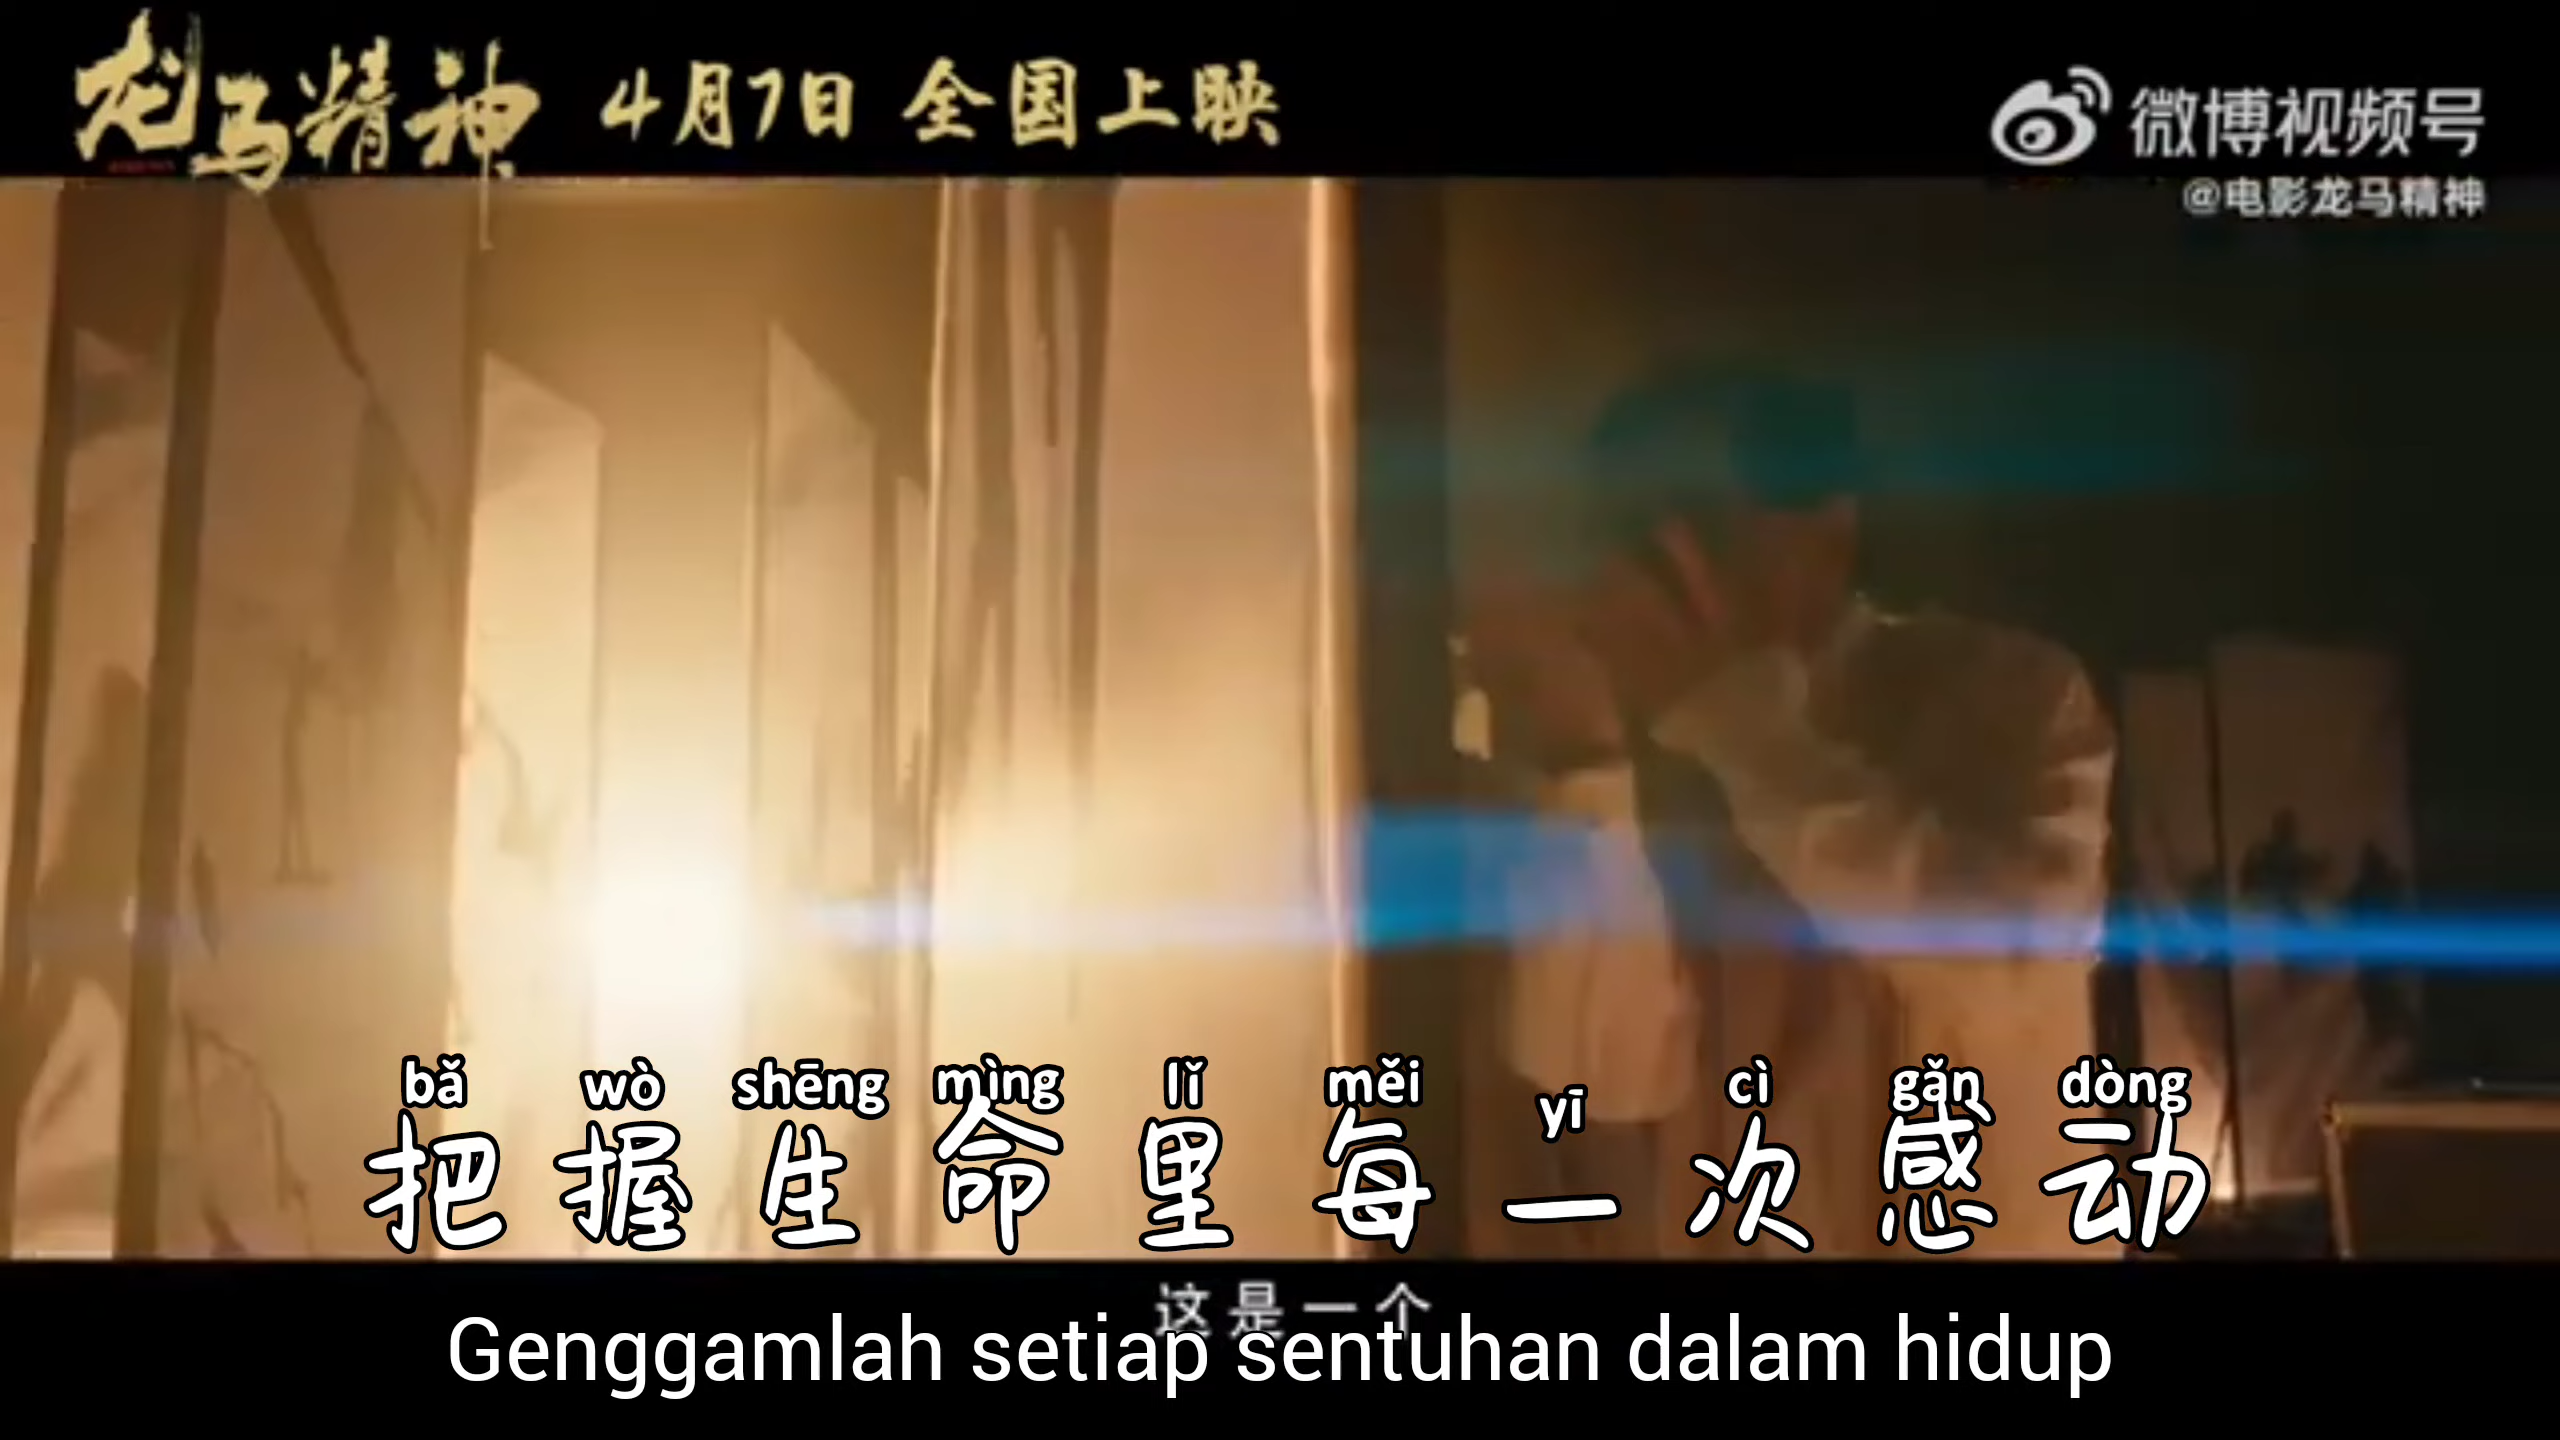 龙马精神 4月7日 全国上映
微博视频号
@电影龙马精神
bǎ wò shēng mìng lǐ měi yī cì gǎn dòng
把握生命里每一次感动
这是一个
Genggamlah setiap sentuhan dalam hidup